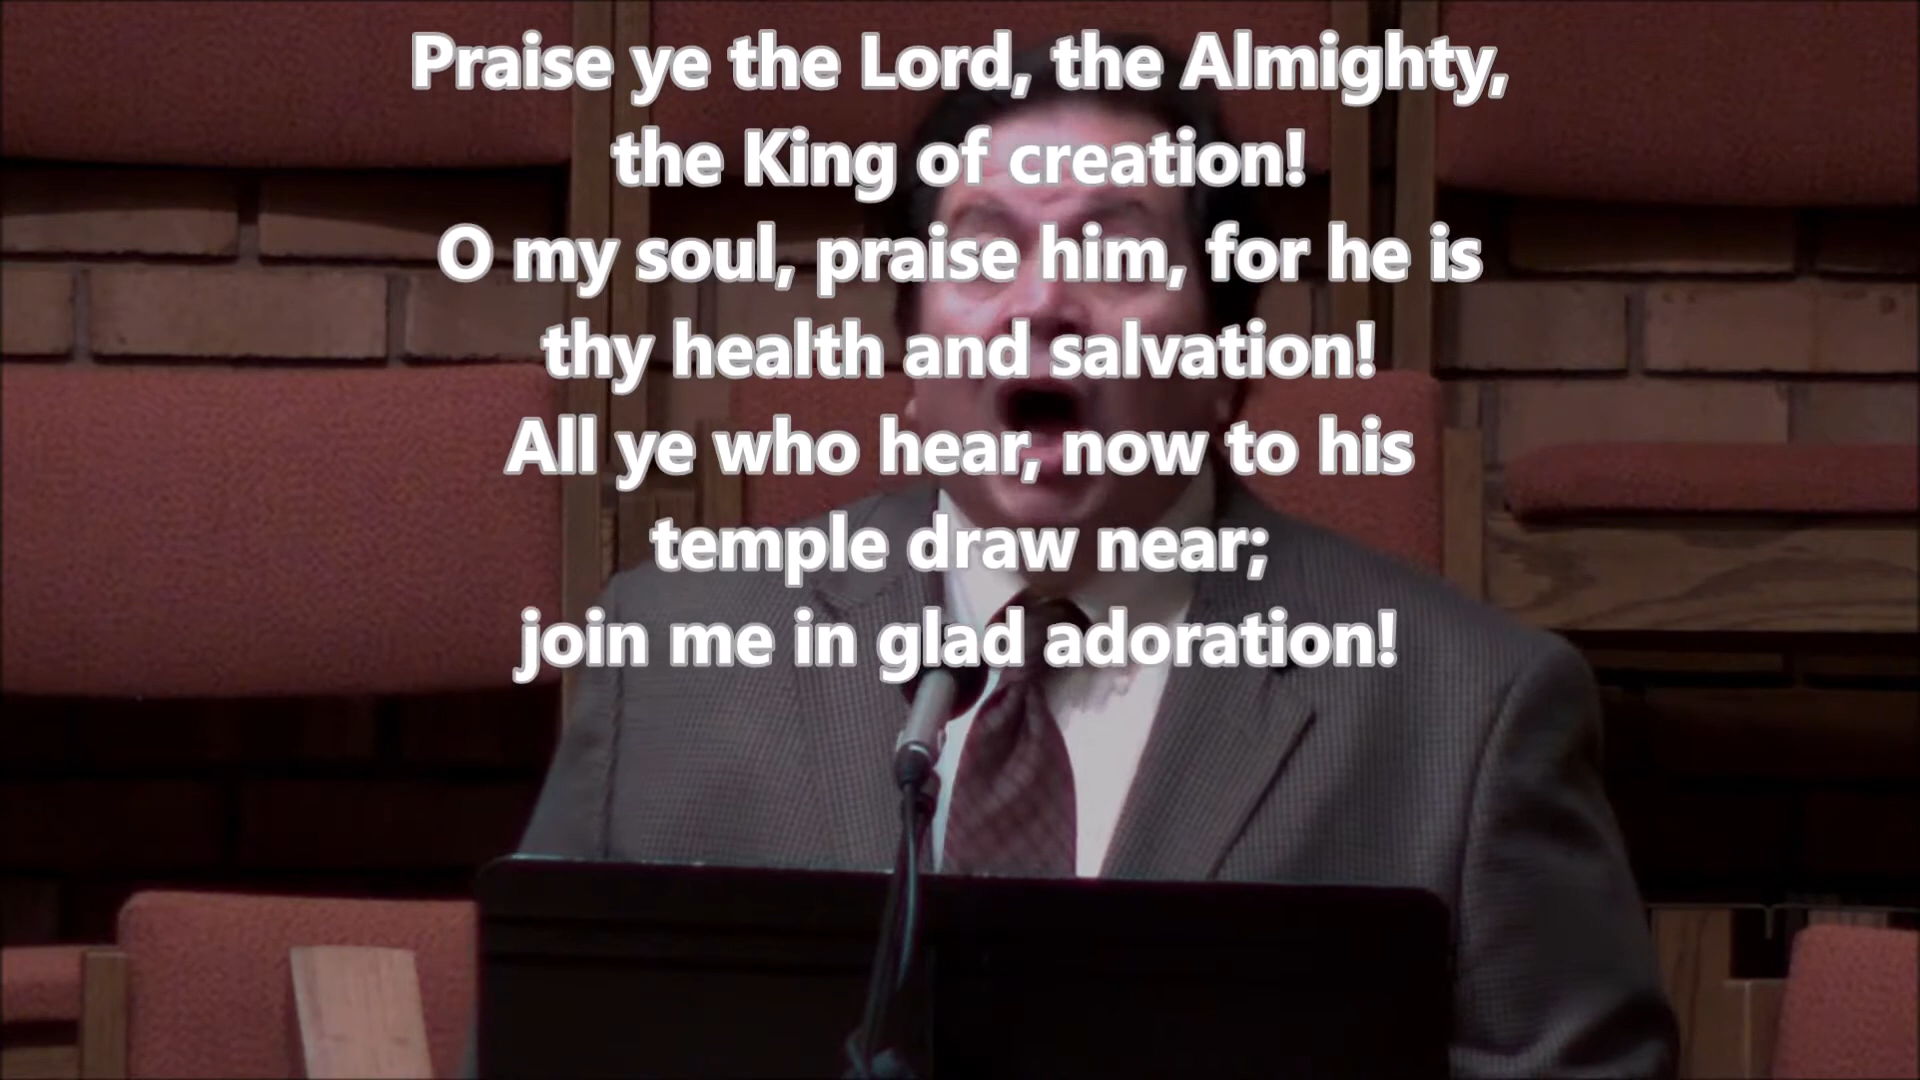 Praise ye the Lord, the Almighty,
the King of creation!
O my soul, praise him, for he is
thy health and salvation!
All ye who hear, now to his
temple draw near;
join me in glad adoration!